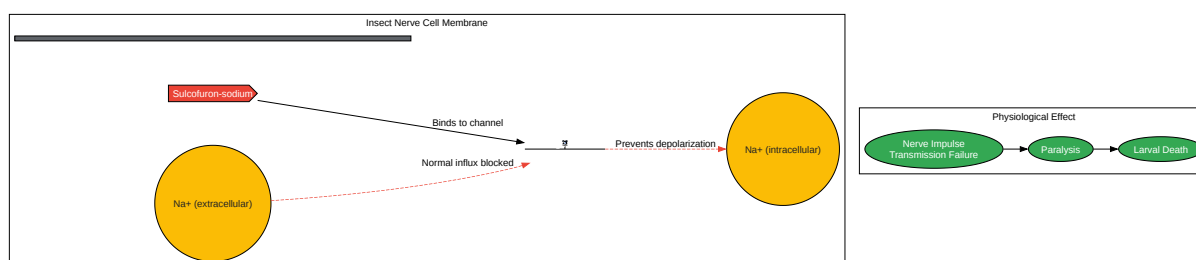 Insect Nerve Cell Membrane
Sulcofuron-sodium
Binds to channel
Normal influx blocked
Prevents depolarization
Na+ (extracellular)
Na+ (intracellular)
Physiological Effect
Nerve Impulse
Transmission Failure
Paralysis
Larval Death